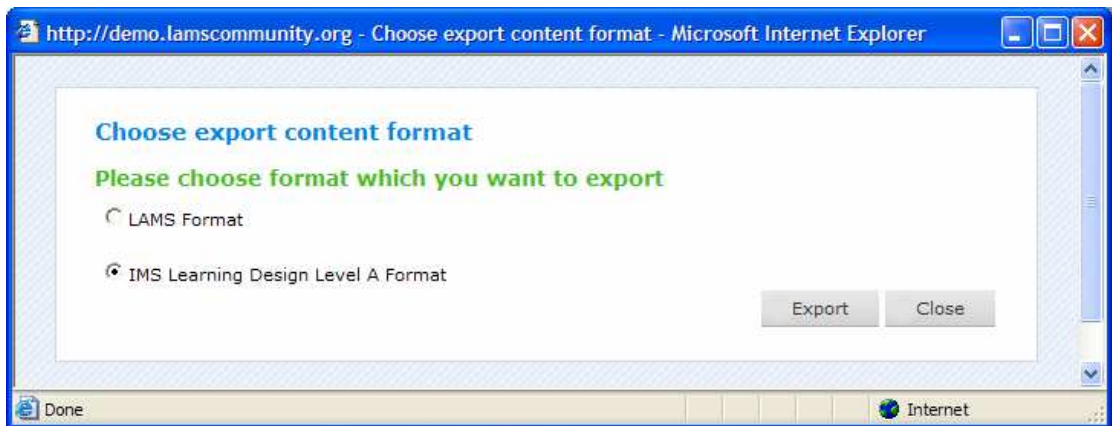 http://demo.lamscommunity.org - Choose export content format - Microsoft Internet Explorer
Choose export content format
Please choose format which you want to export
LAMS Format
IMS Learning Design Level A Format
Export Close
Done Internet